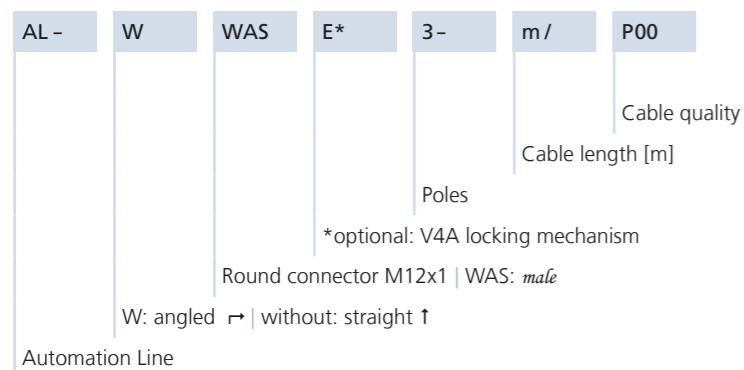 AL – W WAS E* 3 – m / P00
Cable quality
Cable length [m]
Poles
*optional: V4A locking mechanism
Round connector M12x1 | WAS: male
W: angled ↱ | without: straight ↑
Automation Line